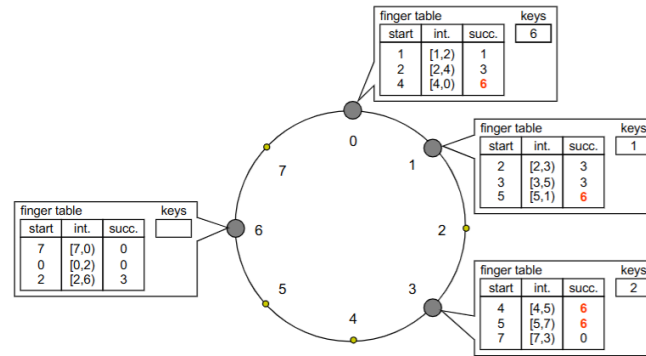 finger table keys
start int. succ. 6
1 [1,2) 1
2 [2,4) 3
4 [4,0) 6
finger table keys
start int. succ. 1
2 [2,3) 3
3 [3,5) 3
5 [5,1) 6
finger table keys
start int. succ.
7 [7,0) 0
0 [0,2) 0
2 [2,6) 3
finger table keys
start int. succ. 2
4 [4,5) 6
5 [5,7) 6
7 [7,3) 0
0
1
2
3
4
5
6
7